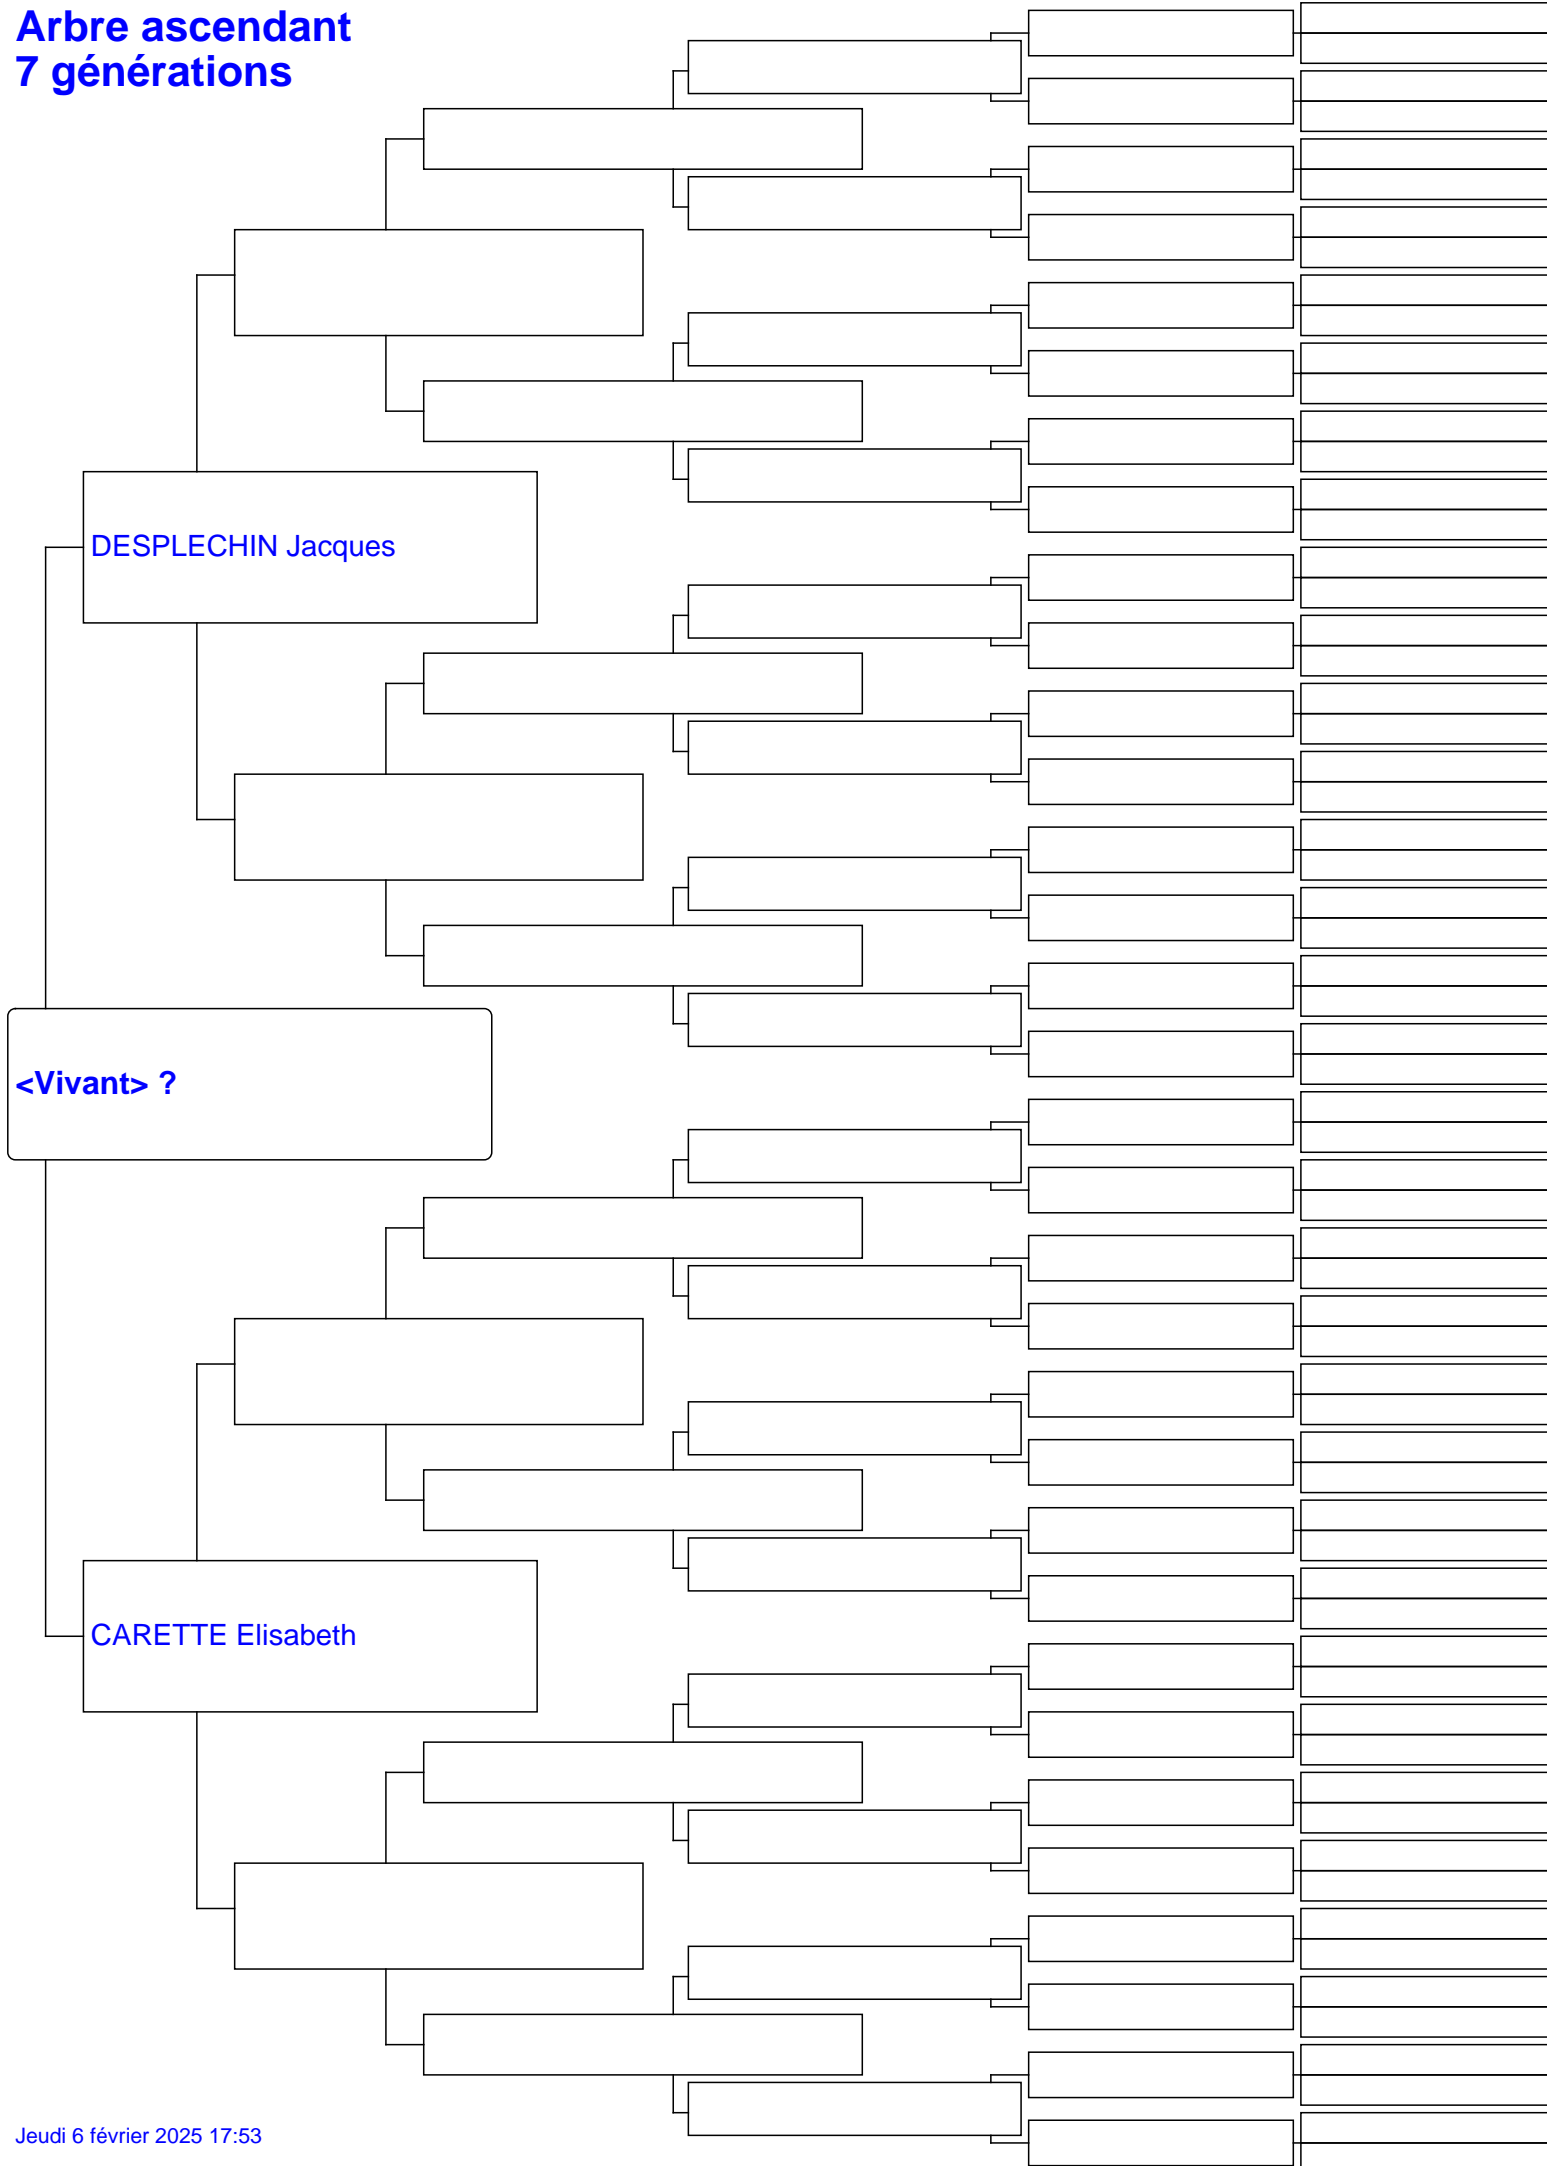 Arbre ascendant
7 générations
DESPLECHIN Jacques
<Vivant> ?
CARETTE Elisabeth
Jeudi 6 février 2025 17:53